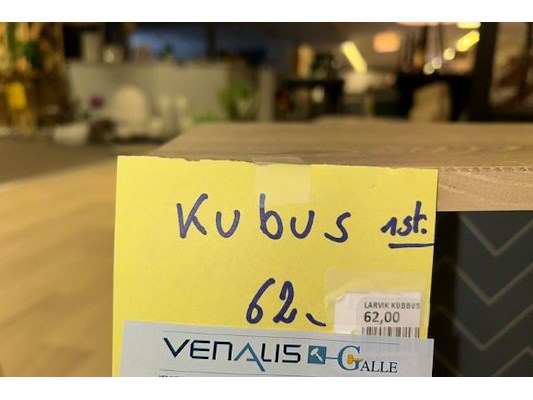 Kubus 1st.
62-
LARVIK KUBBUS
62,00
VENALIS GALLE